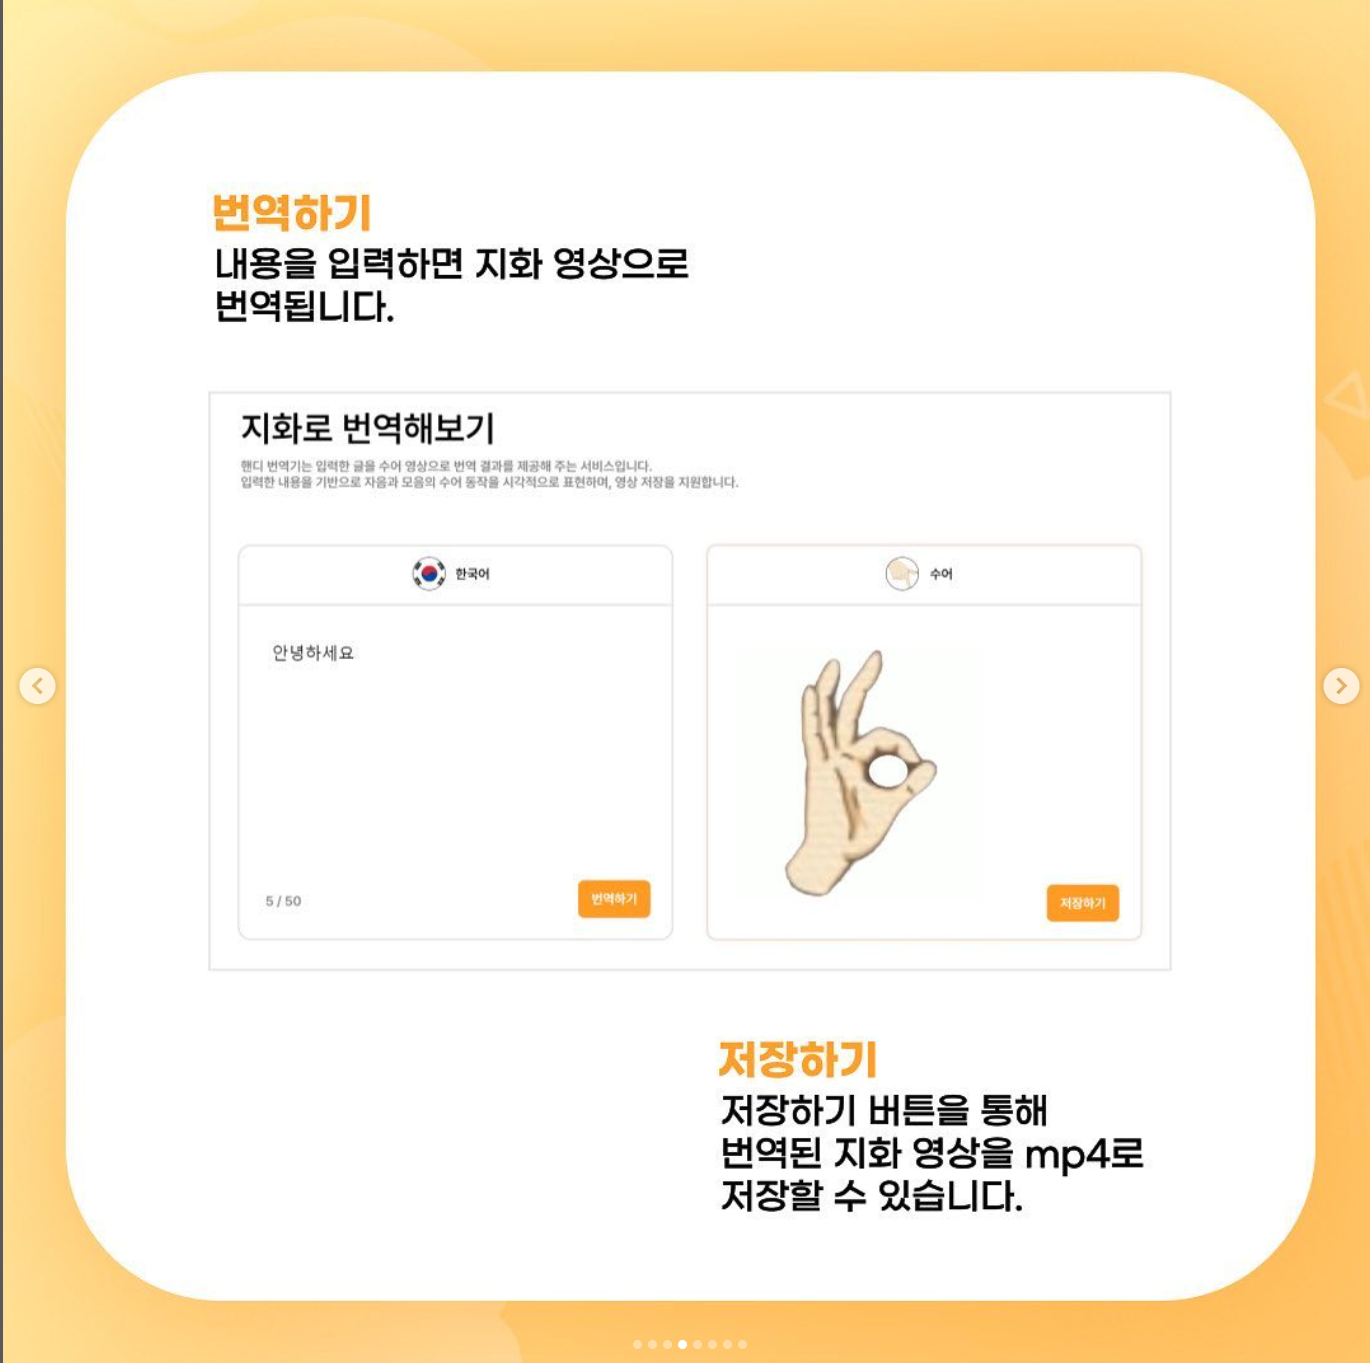 번역하기
내용을 입력하면 지화 영상으로
번역됩니다.
지화로 번역해보기
핸디 번역기는 입력한 글을 수어 영상으로 번역 결과를 제공해 주는 서비스입니다.
입력한 내용을 기반으로 자음과 모음의 수어 동작을 시각적으로 표현하며, 영상 저장을 지원합니다.
한국어
수어
안녕하세요
5 / 50
번역하기
저장하기
저장하기
저장하기 버튼을 통해
번역된 지화 영상을 mp4로
저장할 수 있습니다.